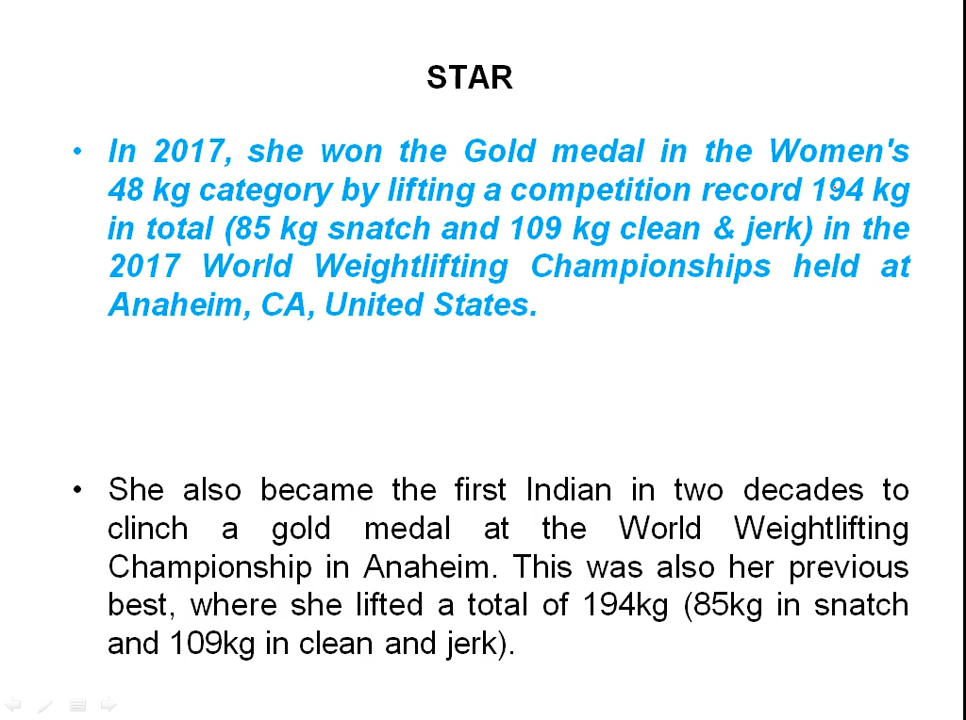 STAR
• In 2017, she won the Gold medal in the Women's
48 kg category by lifting a competition record 194 kg
in total (85 kg snatch and 109 kg clean & jerk) in the
2017 World Weightlifting Championships held at
Anaheim, CA, United States.
• She also became the first Indian in two decades to
clinch a gold medal at the World Weightlifting
Championship in Anaheim. This was also her previous
best, where she lifted a total of 194kg (85kg in snatch
and 109kg in clean and jerk).